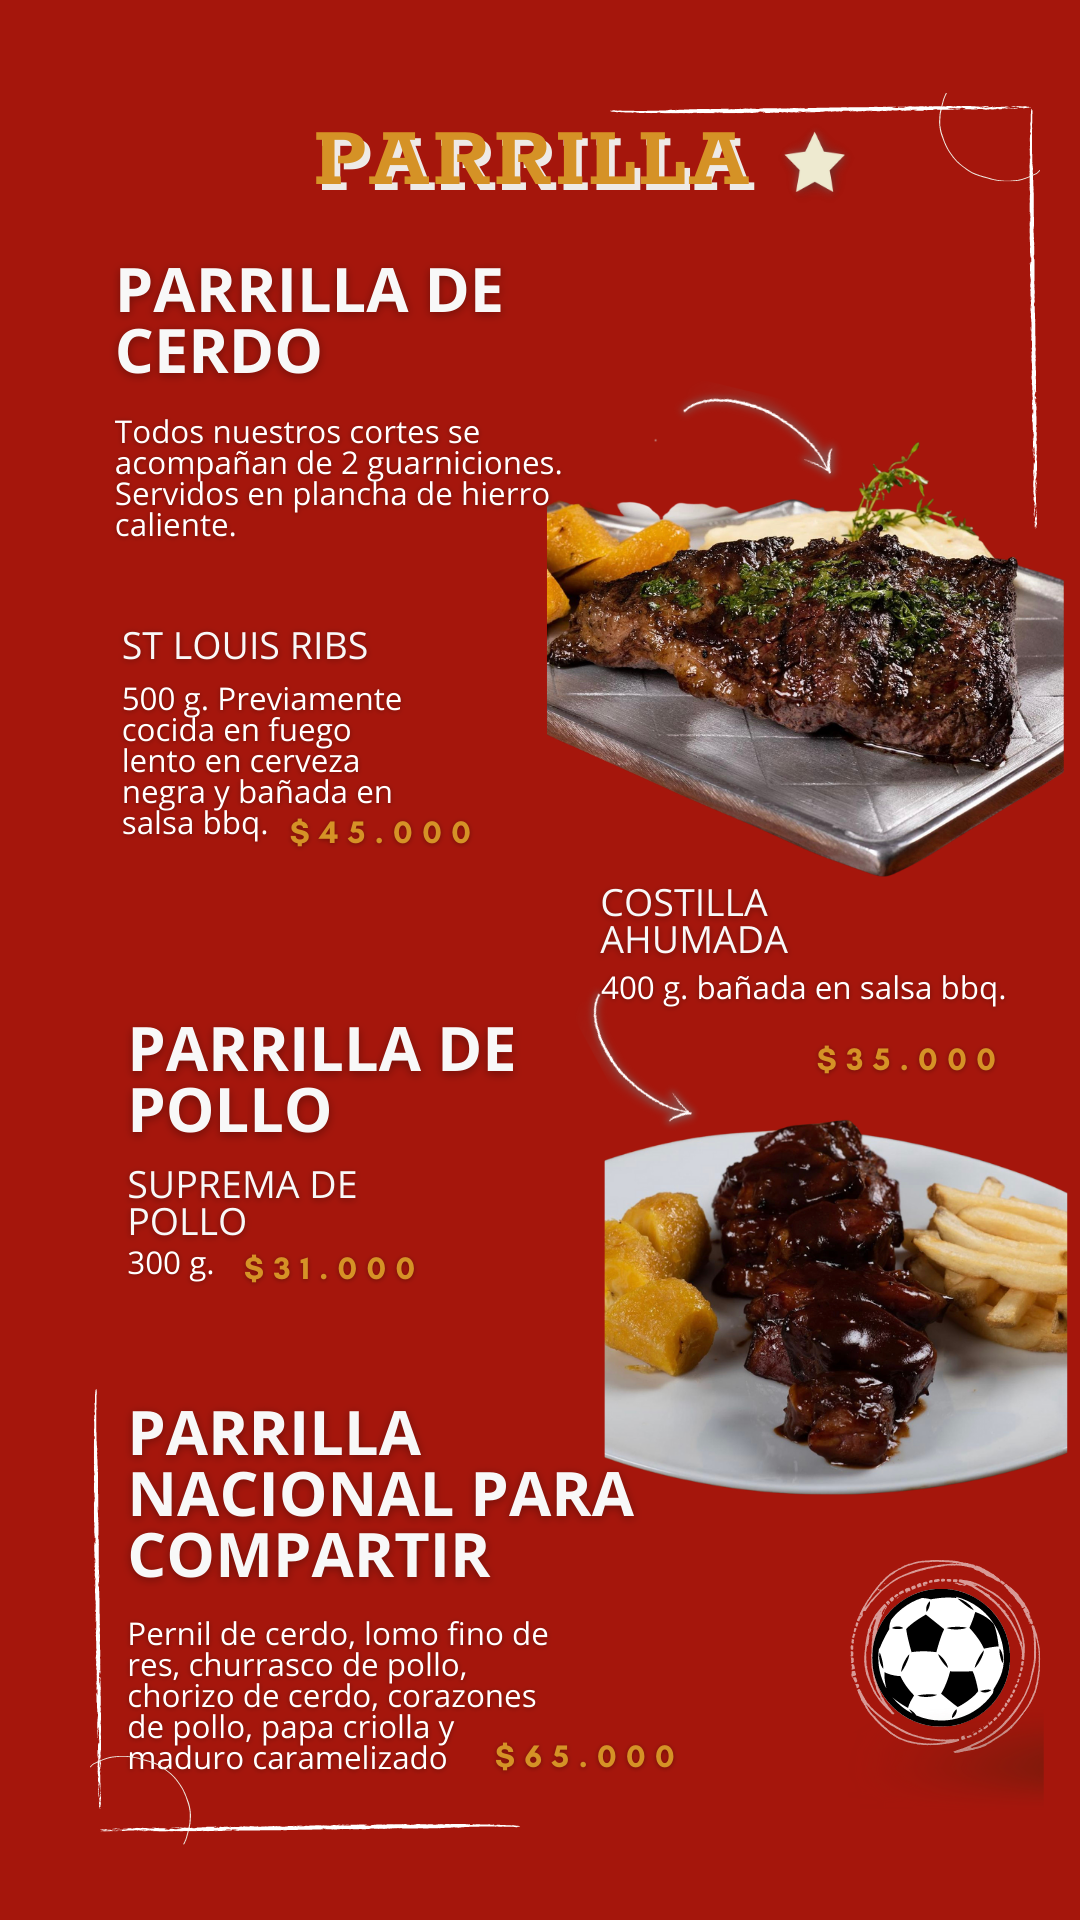 PARRILLA
PARRILLA DE
CERDO
Todos nuestros cortes se
acompañan de 2 guarniciones.
Servidos en plancha de hierro
caliente.
ST LOUIS RIBS
500 g. Previamente
cocida en fuego
lento en cerveza
negra y bañada en
salsa bbq. $45.000
COSTILLA
AHUMADA
400 g. bañada en salsa bbq.
$35.000
PARRILLA DE
POLLO
SUPREMA DE
POLLO
300 g. $31.000
PARRILLA
NACIONAL PARA
COMPARTIR
Pernil de cerdo, lomo fino de
res, churrasco de pollo,
chorizo de cerdo, corazones
de pollo, papa criolla y
maduro caramelizado $65.000